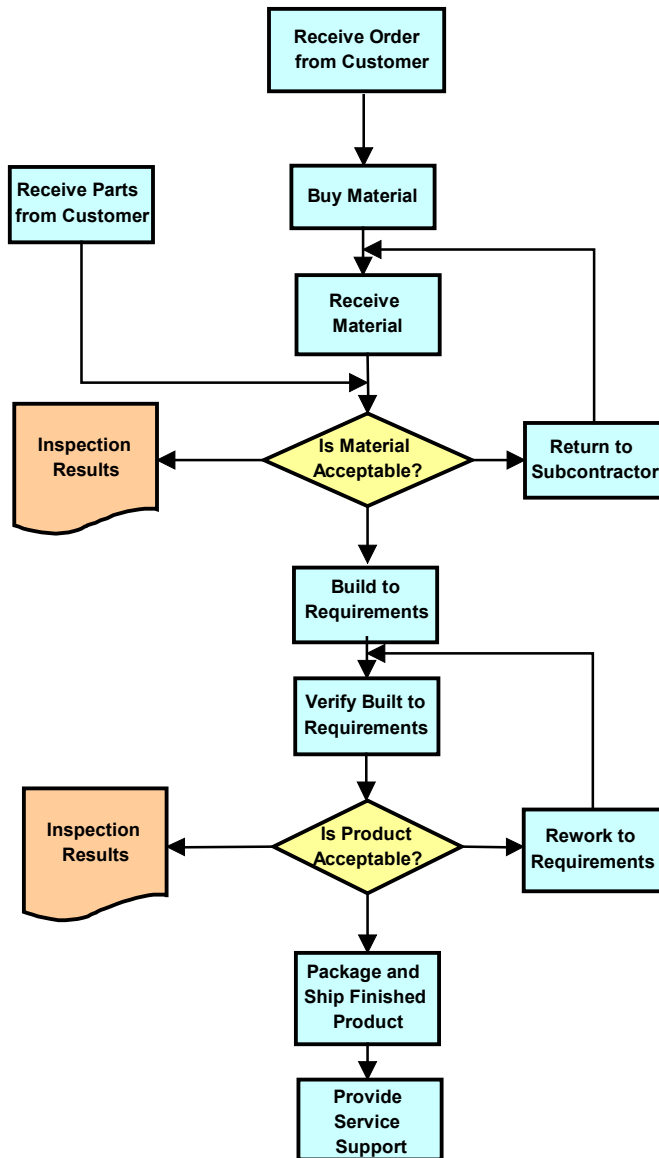 Receive Order
from Customer
Receive Parts
from Customer
Buy Material
Receive
Material
Inspection
Results
Is Material
Acceptable?
Return to
Subcontractor
Build to
Requirements
Verify Built to
Requirements
Inspection
Results
Is Product
Acceptable?
Rework to
Requirements
Package and
Ship Finished
Product
Provide
Service
Support